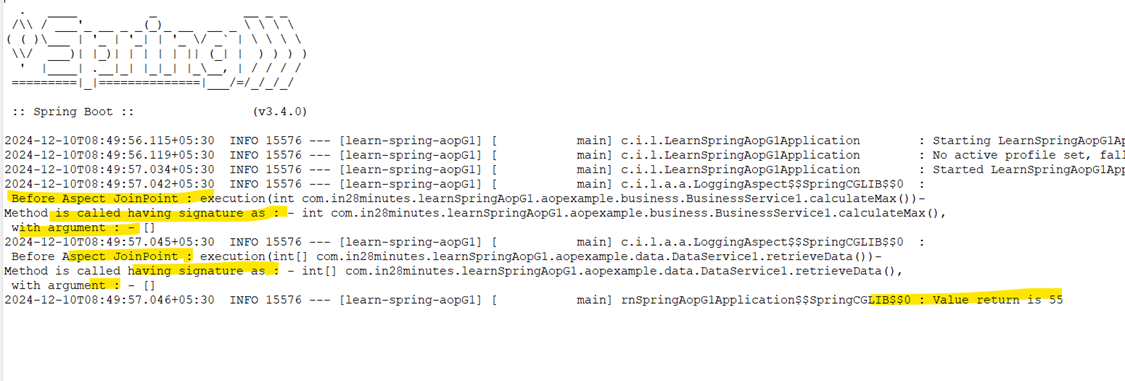 .   ____          _            __ _ _
 /\\ / ___'_ __ _ _(_)_ __  __ _ \ \ \ \
( ( )\___ | '_ | '_| | '_ \/ _` | \ \ \ \
 \\/  ___)| |_)| | | | | || (_| |  ) ) ) )
  '  |____| .__|_| |_|_| |_\__, | / / / /
 =========|_|==============|___/=/_/_/_/
 :: Spring Boot ::                (v3.4.0)
2024-12-10T08:49:56.115+05:30  INFO 15576 --- [learn-spring-aopG1] [           main] c.i.l.LearnSpringAopG1Application        : Starting LearnSpringAopG1Ap
2024-12-10T08:49:56.119+05:30  INFO 15576 --- [learn-spring-aopG1] [           main] c.i.l.LearnSpringAopG1Application        : No active profile set, fall
2024-12-10T08:49:57.034+05:30  INFO 15576 --- [learn-spring-aopG1] [           main] c.i.l.LearnSpringAopG1Application        : Started LearnSpringAopG1App
2024-12-10T08:49:57.042+05:30  INFO 15576 --- [learn-spring-aopG1] [           main] c.i.l.a.a.LoggingAspect$$SpringCGLIB$$0  :
 Before Aspect JoinPoint : execution(int com.in28minutes.learnSpringAopG1.aopexample.business.BusinessService1.calculateMax())-
Method is called having signature as : - int com.in28minutes.learnSpringAopG1.aopexample.business.BusinessService1.calculateMax(),
 with argument : - []
2024-12-10T08:49:57.045+05:30  INFO 15576 --- [learn-spring-aopG1] [           main] c.i.l.a.a.LoggingAspect$$SpringCGLIB$$0  :
 Before Aspect JoinPoint : execution(int[] com.in28minutes.learnSpringAopG1.aopexample.data.DataService1.retrieveData())-
Method is called having signature as : - int[] com.in28minutes.learnSpringAopG1.aopexample.data.DataService1.retrieveData(),
 with argument : - []
2024-12-10T08:49:57.046+05:30  INFO 15576 --- [learn-spring-aopG1] [           main] rnSpringAopG1Application$$SpringCGLIB$$0 : Value return is 55